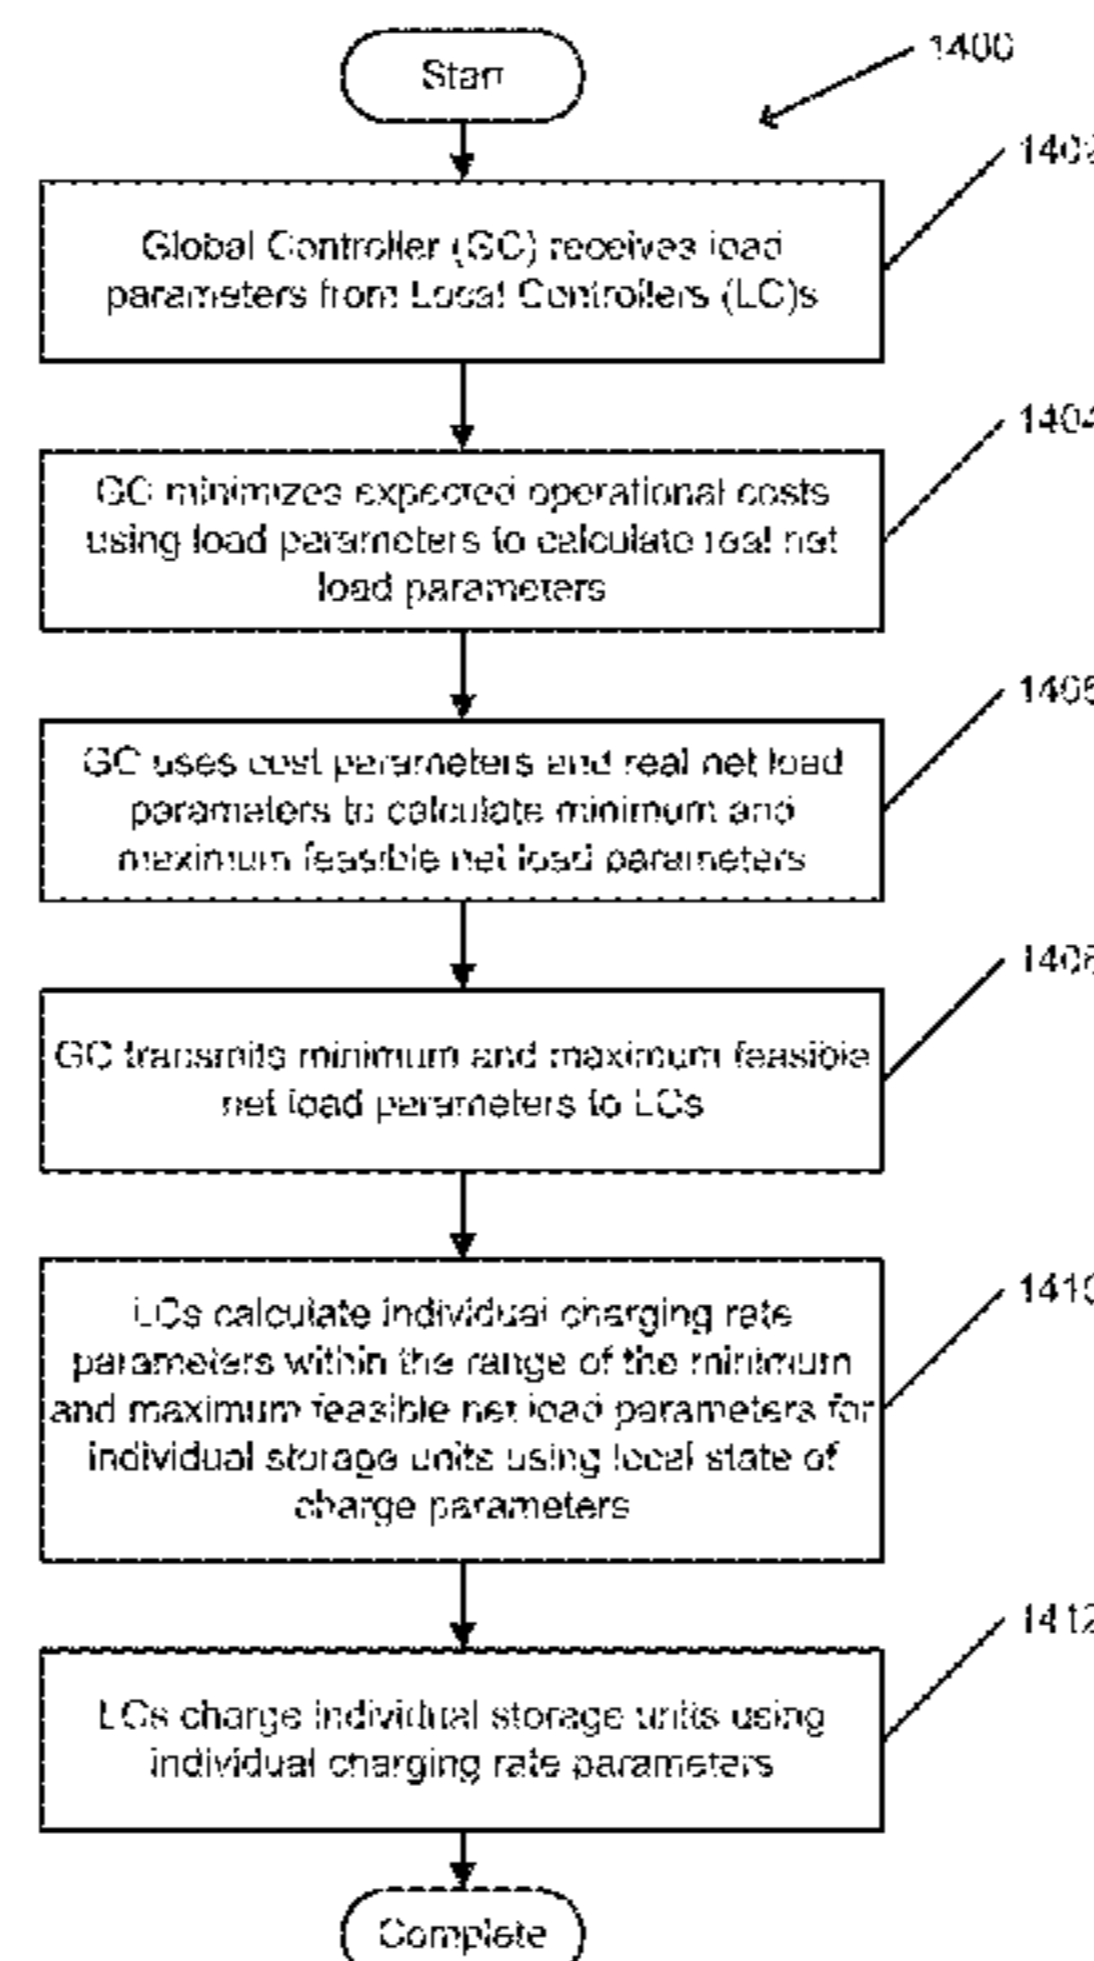 Start
1400
1402
Global Controller (GC) receives load
parameters from Local Controllers (LC)s
1404
GC minimizes expected operational costs
using load parameters to calculate real net
load parameters
1406
GC uses cost parameters and real net load
parameters to calculate minimum and
maximum feasible net load parameters
1408
GC transmits minimum and maximum feasible
net load parameters to LCs
1410
LCs calculate individual charging rate
parameters within the range of the minimum
and maximum feasible net load parameters for
individual storage units using local state of
charge parameters
1412
LCs charge individual storage units using
individual charging rate parameters
Complete